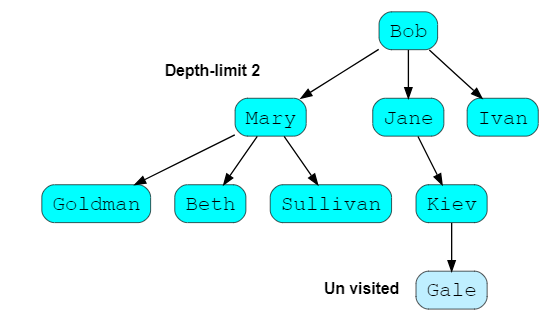 Bob
Depth-limit 2
Mary
Jane
Ivan
Goldman
Beth
Sullivan
Kiev
Un visited
Gale